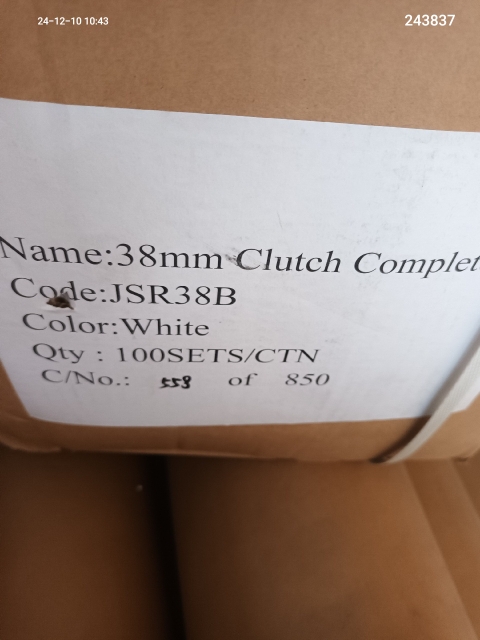 24-12-10 10:43
243837
Name:38mm Clutch Complet
Code:JSR38B
Color:White
Qty : 100SETS/CTN
C/No.: 558 of 850